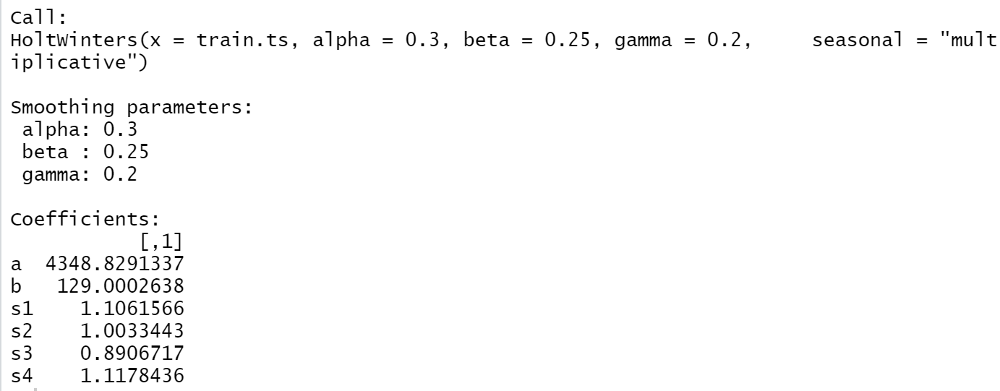 Call:
HoltWinters(x = train.ts, alpha = 0.3, beta = 0.25, gamma = 0.2,     seasonal = "mult
iplicative")

Smoothing parameters:
 alpha: 0.3
 beta : 0.25
 gamma: 0.2

Coefficients:
           [,1]
a  4348.8291337
b   129.0002638
s1    1.1061566
s2    1.0033443
s3    0.8906717
s4    1.1178436